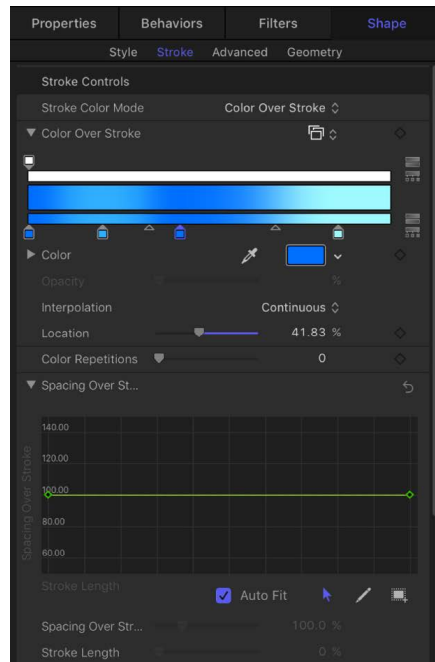 Properties Behaviors Filters Shape
Style Stroke Advanced Geometry
Stroke Controls
Stroke Color Mode Color Over Stroke
Color Over Stroke
Color
Opacity %
Interpolation Continuous
Location 41.83 %
Color Repetitions 0
Spacing Over St...
Spacing Over Stroke
140.00
120.00
100.00
80.00
60.00
Stroke Length
Auto Fit
Spacing Over Str... 100.0 %
Stroke Length 0 %